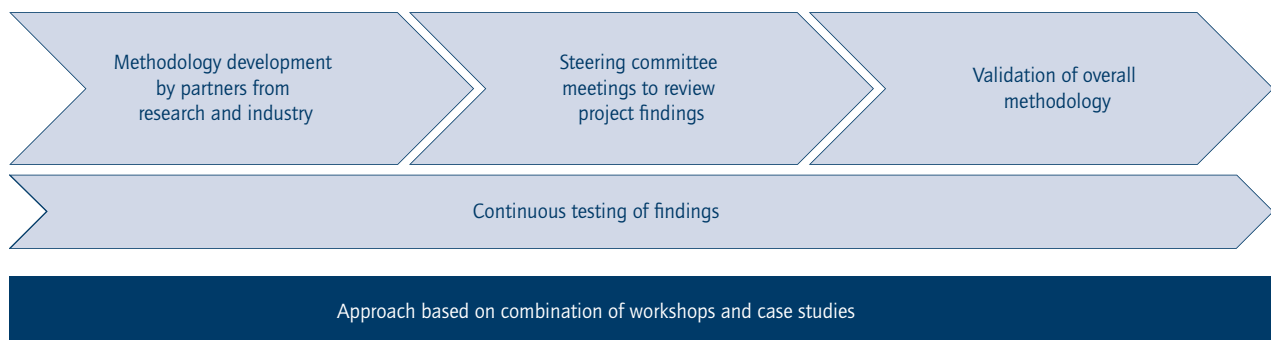 Methodology development
by partners from
research and industry
Steering committee
meetings to review
project findings
Validation of overall
methodology
Continuous testing of findings
Approach based on combination of workshops and case studies